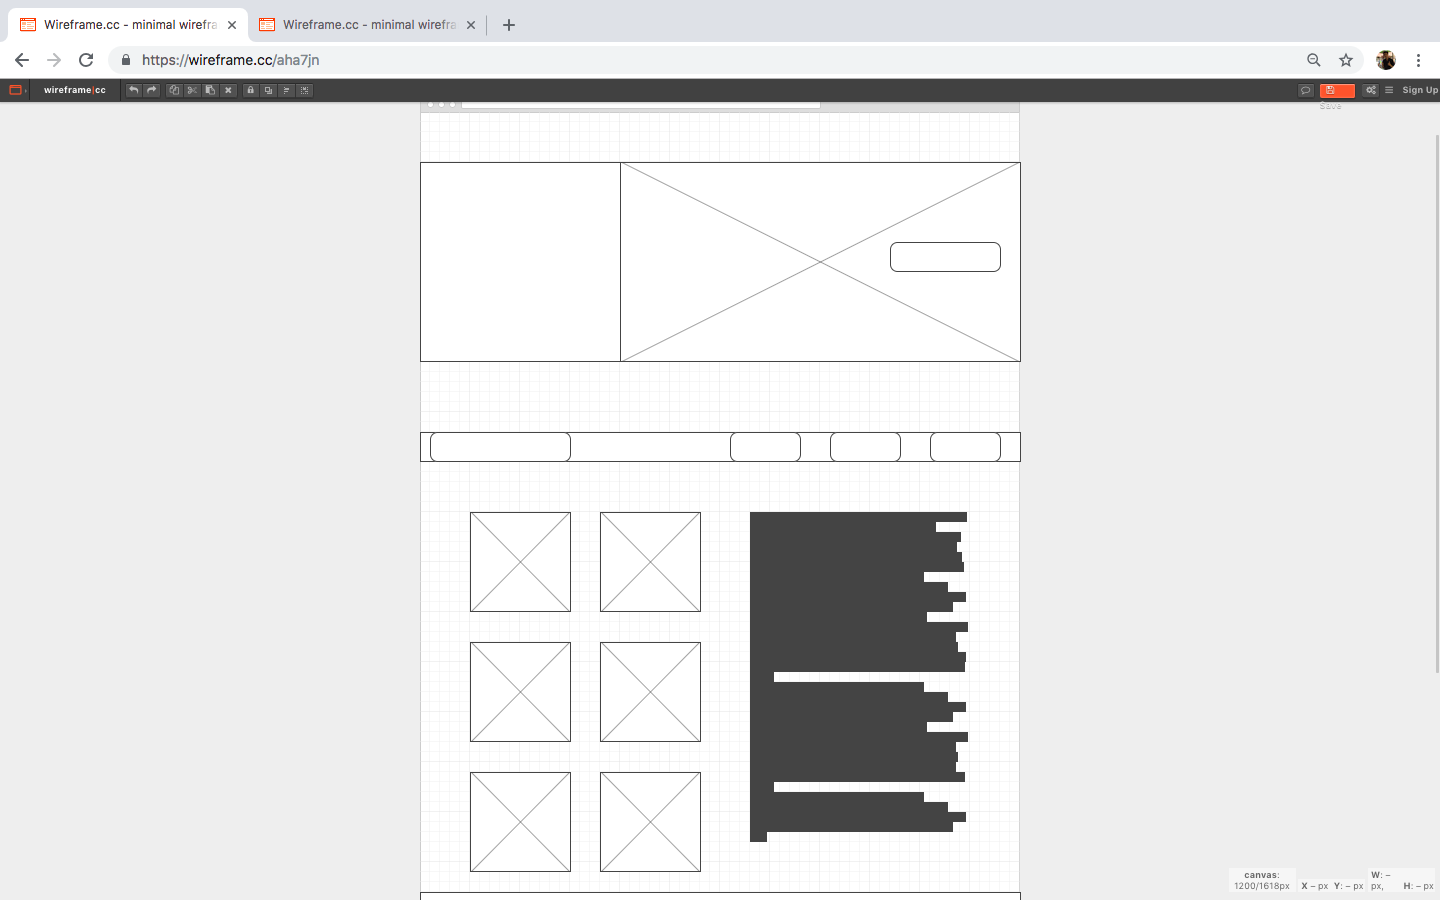 Wireframe.cc - minimal wirefra
Wireframe.cc - minimal wirefra
https://wireframe.cc/aha7jn
wireframe|cc
Save
Sign Up
canvas:
1200/1618px
X – px Y: – px
W: –
px,
H: – px